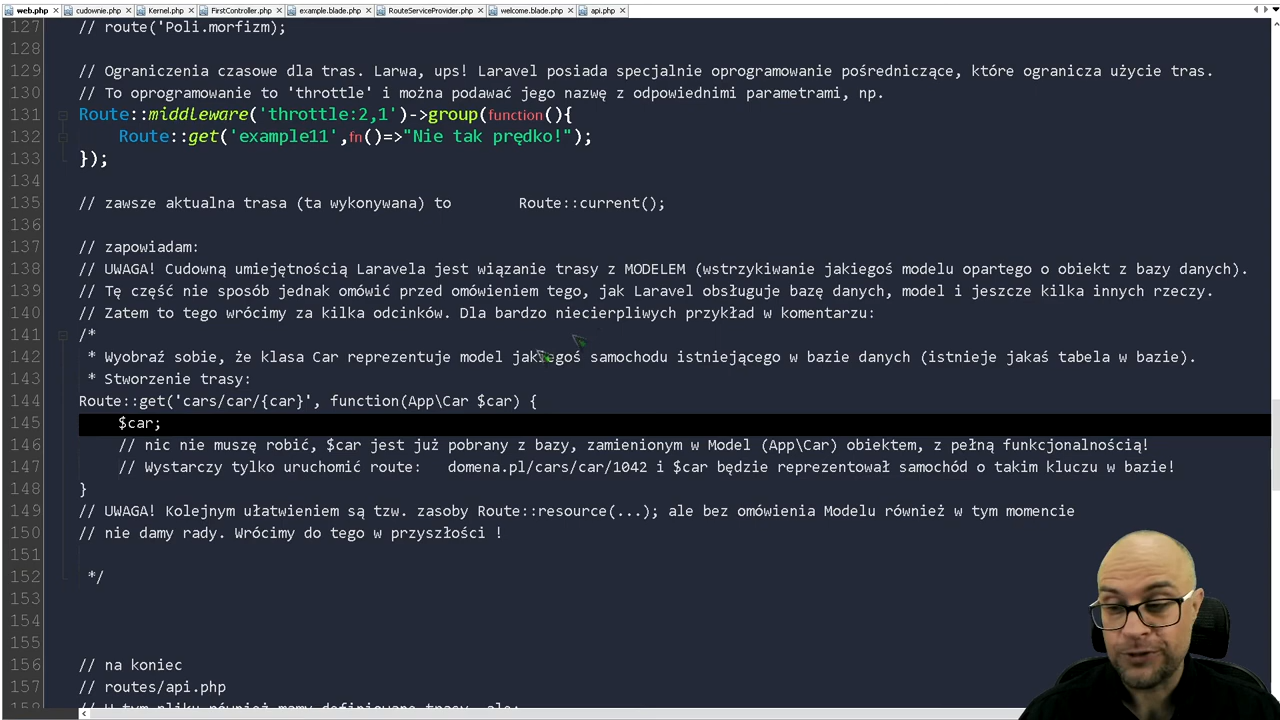 web.php cudownie.php Kernel.php FirstController.php example.blade.php RouteServiceProvider.php welcome.blade.php api.php
127 // route('Poli.morfizm);
128
129 // Ograniczenia czasowe dla tras. Larwa, ups! Laravel posiada specjalnie oprogramowanie pośredniczące, które ogranicza użycie tras.
130 // To oprogramowanie to 'throttle' i można podawać jego nazwę z odpowiednimi parametrami, np.
131 Route::middleware('throttle:2,1')->group(function(){
132 Route::get('example11',fn()=>"Nie tak prędko!");
133 });
134
135 // zawsze aktualna trasa (ta wykonywana) to Route::current();
136
137 // zapowiadam:
138 // UWAGA! Cudowną umiejętnością Laravela jest wiązanie trasy z MODELEM (wstrzykiwanie jakiegoś modelu opartego o obiekt z bazy danych).
139 // Tę część nie sposób jednak omówić przed omówieniem tego, jak Laravel obsługuje bazę danych, model i jeszcze kilka innych rzeczy.
140 // Zatem to tego wrócimy za kilka odcinków. Dla bardzo niecierpliwych przykład w komentarzu:
141 /*
142 * Wyobraź sobie, że klasa Car reprezentuje model jakiegoś samochodu istniejącego w bazie danych (istnieje jakaś tabela w bazie).
143 * Stworzenie trasy:
144 Route::get('cars/car/{car}', function(App\Car $car) {
145 $car;
146 // nic nie muszę robić, $car jest już pobrany z bazy, zamienionym w Model (App\Car) obiektem, z pełną funkcjonalnością!
147 // Wystarczy tylko uruchomić route: domena.pl/cars/car/1042 i $car będzie reprezentował samochód o takim kluczu w bazie!
148 }
149 // UWAGA! Kolejnym ułatwieniem są tzw. zasoby Route::resource(...); ale bez omówienia Modelu również w tym momencie
150 // nie damy rady. Wrócimy do tego w przyszłości !
151
152 */
153
154
155
156 // na koniec
157 // routes/api.php
158 // W tym pliku również mamy definiowane trasy, ale: